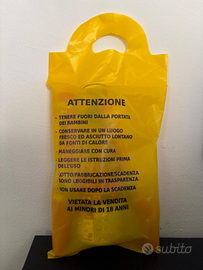 ATTENZIONE
- TENERE FUORI DALLA PORTATA
DEI BAMBINI
- CONSERVARE IN UN LUOGO
FRESCO ED ASCIUTTO LONTANO
DA FONTI DI CALORE
- MANEGGIARE CON CURA
- LEGGERE LE ISTRUZIONI PRIMA
DELL'USO
- LOTTO/FABBRICAZIONE/SCADENZA
SONO LEGGIBILI IN TRASPARENZA
- NON USARE DOPO LA SCADENZA
VIETATA LA VENDITA
AI MINORI DI 18 ANNI
subito